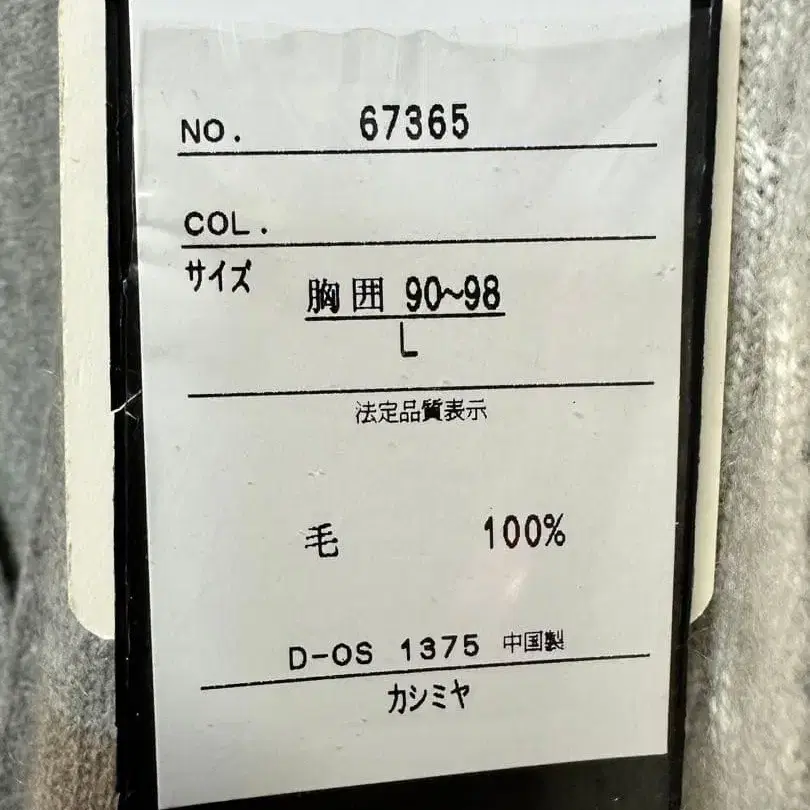 NO. 67365
COL.
サイズ
胸囲 90~98
L
法定品質表示
毛 100%
D-OS 1375 中国製
カシミヤ